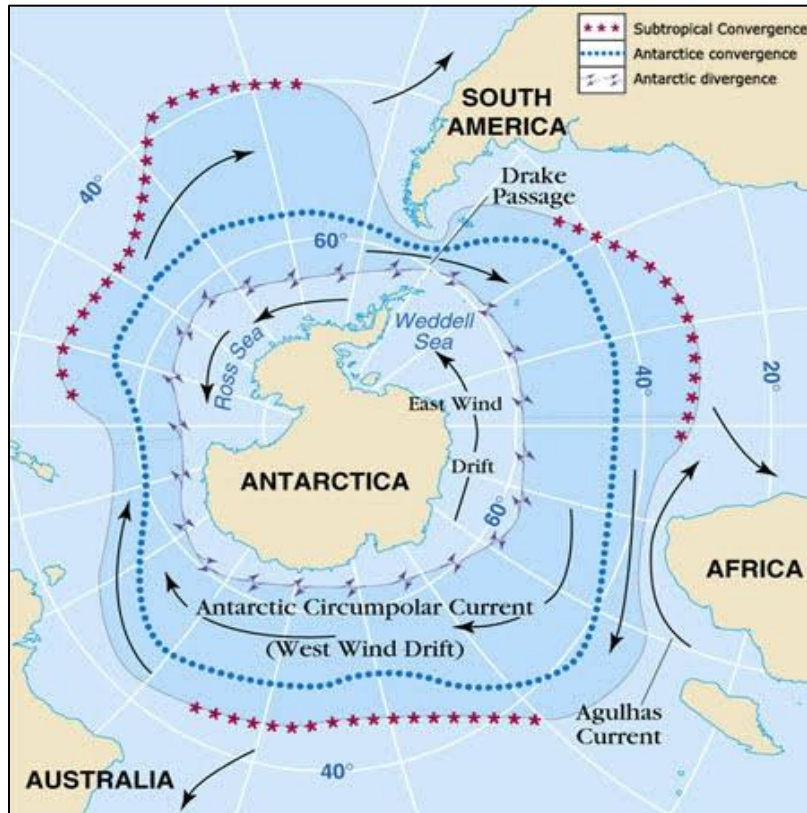 Subtropical Convergence
Antarctice convergence
Antarctic divergence
SOUTH
AMERICA
Drake
Passage
40°
60°
Weddell
Sea
Ross Sea
40°
20°
East Wind
Drift
ANTARCTICA
60°
AFRICA
Antarctic Circumpolar Current
(West Wind Drift)
Agulhas
Current
AUSTRALIA
40°